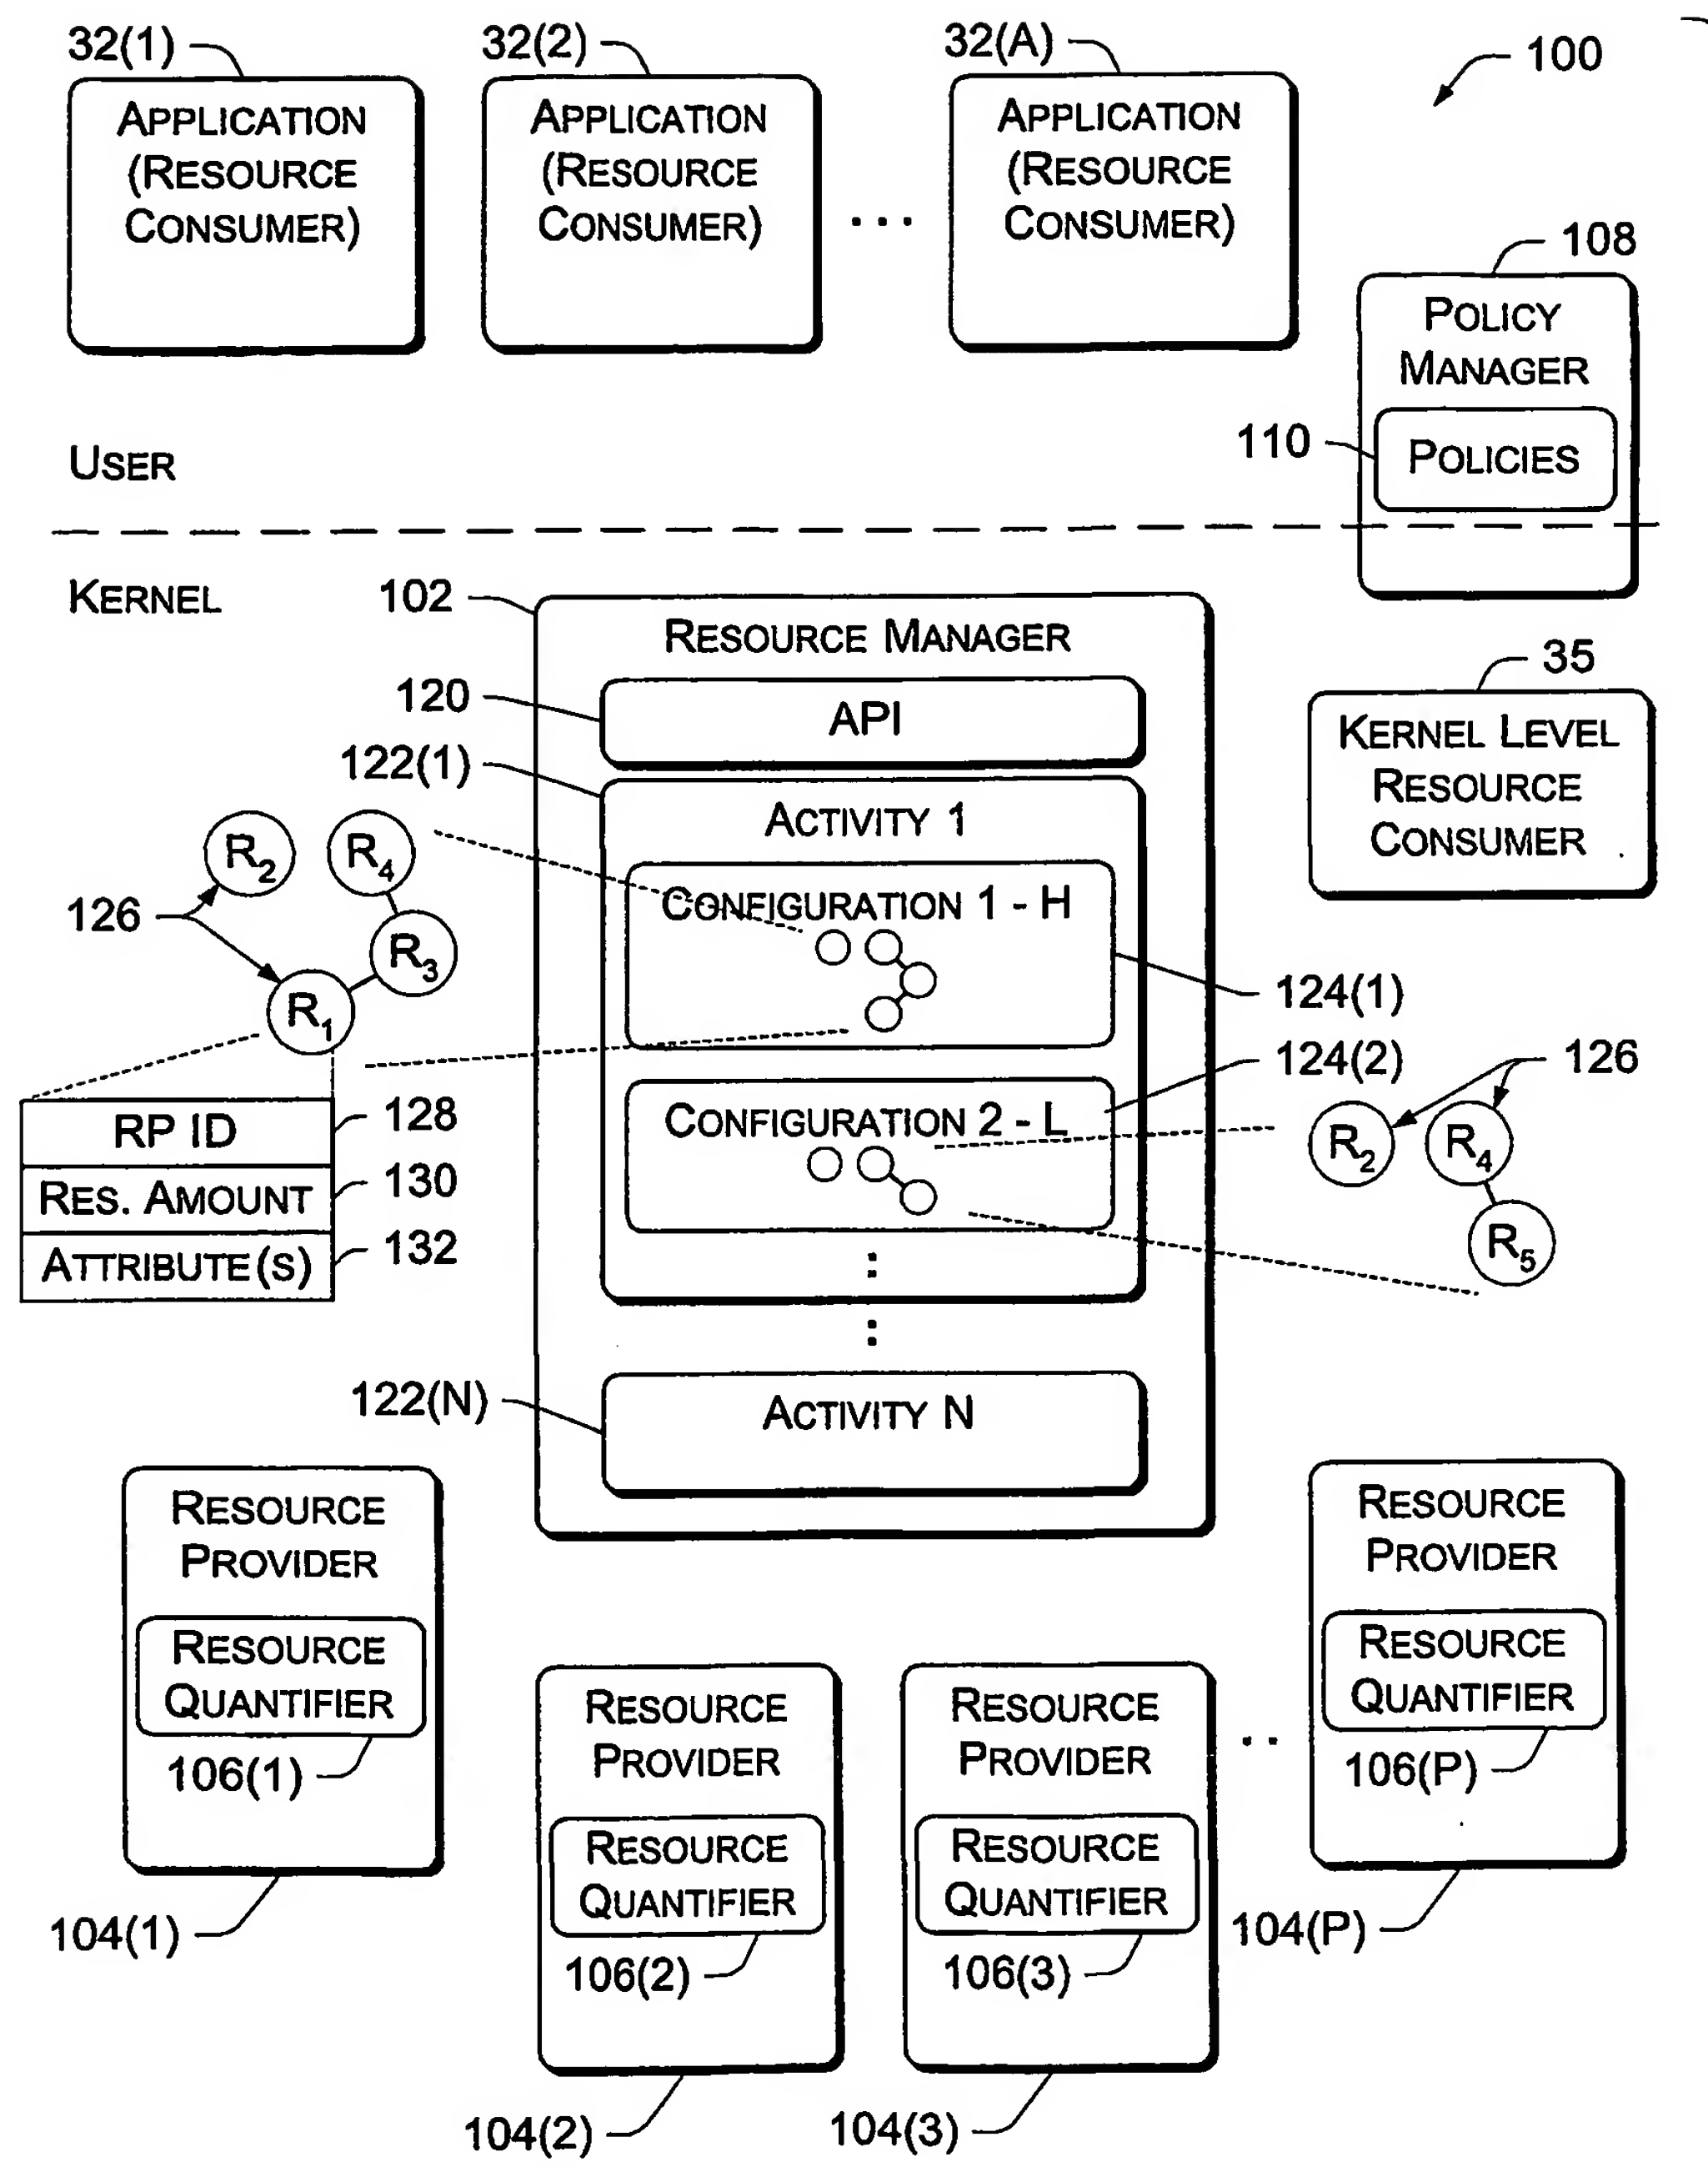 32(1)
32(2)
32(A)
100
APPLICATION
(RESOURCE
CONSUMER)
APPLICATION
(RESOURCE
CONSUMER)
. . .
APPLICATION
(RESOURCE
CONSUMER)
108
POLICY
MANAGER
110
POLICIES
USER
KERNEL
102
RESOURCE MANAGER
120
API
35
KERNEL LEVEL
RESOURCE
CONSUMER
122(1)
ACTIVITY 1
R2
R4
126
R3
R1
CONFIGURATION 1 - H
124(1)
124(2)
126
CONFIGURATION 2 - L
R2
R4
R5
RP ID
128
RES. AMOUNT
130
ATTRIBUTE(S)
132
:
:
122(N)
ACTIVITY N
RESOURCE
PROVIDER
RESOURCE
QUANTIFIER
106(1)
104(1)
RESOURCE
PROVIDER
RESOURCE
QUANTIFIER
106(2)
104(2)
RESOURCE
PROVIDER
RESOURCE
QUANTIFIER
106(3)
104(3)
. .
RESOURCE
PROVIDER
RESOURCE
QUANTIFIER
106(P)
104(P)